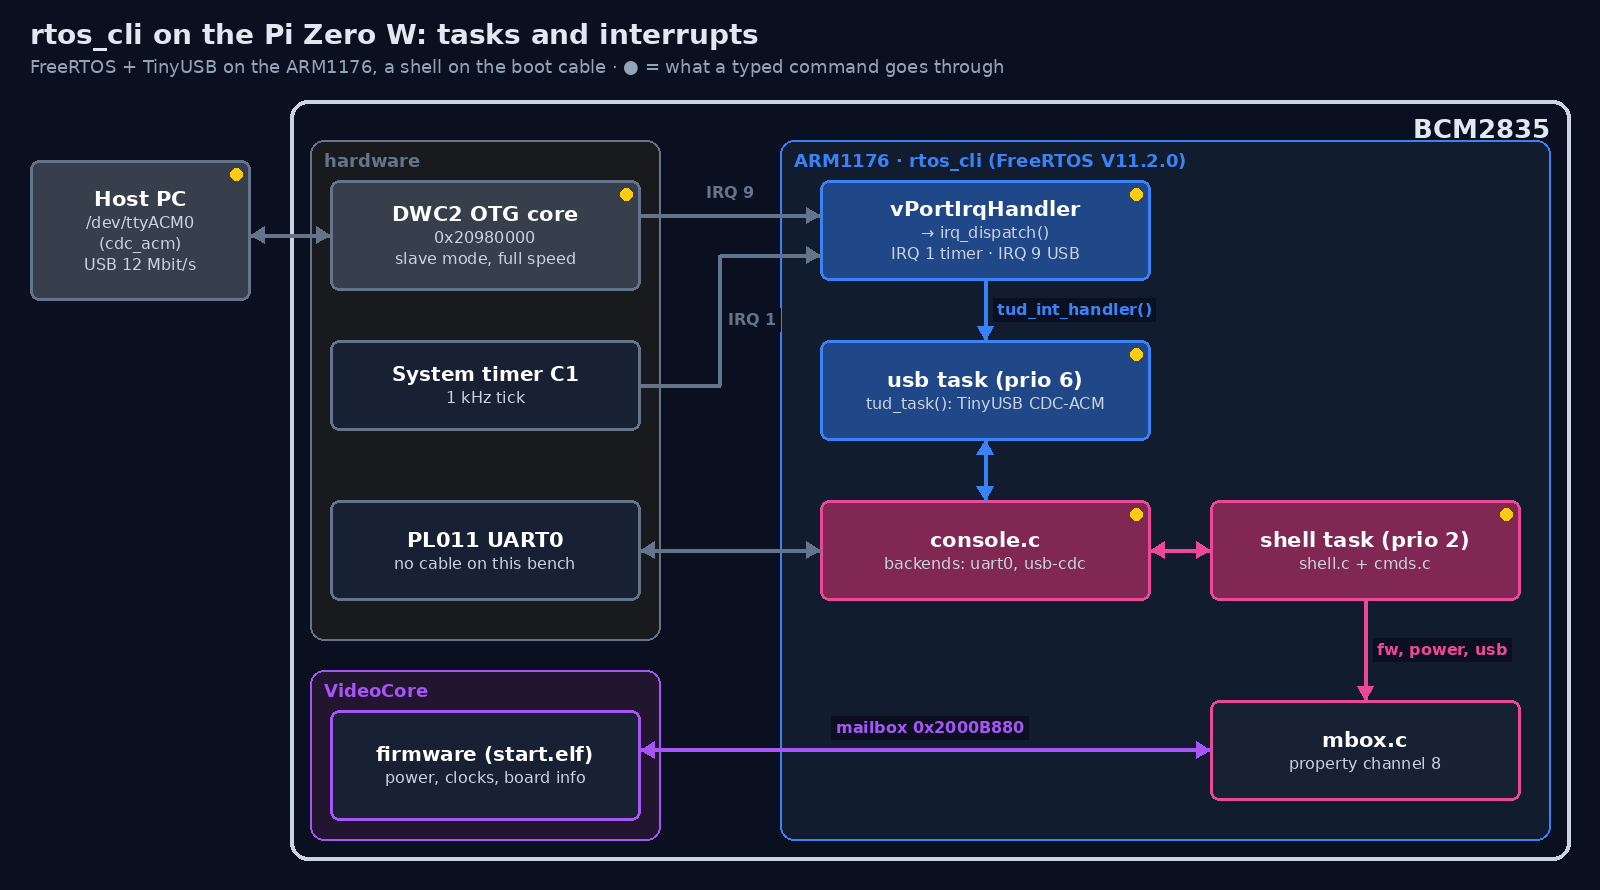 rtos_cli on the Pi Zero W: tasks and interrupts
FreeRTOS + TinyUSB on the ARM1176, a shell on the boot cable · ● = what a typed command goes through
BCM2835
Host PC
/dev/ttyACM0
(cdc_acm)
USB 12 Mbit/s
hardware
DWC2 OTG core
0x20980000
slave mode, full speed
IRQ 9
System timer C1
1 kHz tick
IRQ 1
PL011 UART0
no cable on this bench
ARM1176 · rtos_cli (FreeRTOS V11.2.0)
vPortIrqHandler
→ irq_dispatch()
IRQ 1 timer · IRQ 9 USB
tud_int_handler()
usb task (prio 6)
tud_task(): TinyUSB CDC-ACM
console.c
backends: uart0, usb-cdc
shell task (prio 2)
shell.c + cmds.c
fw, power, usb
VideoCore
firmware (start.elf)
power, clocks, board info
mailbox 0x2000B880
mbox.c
property channel 8